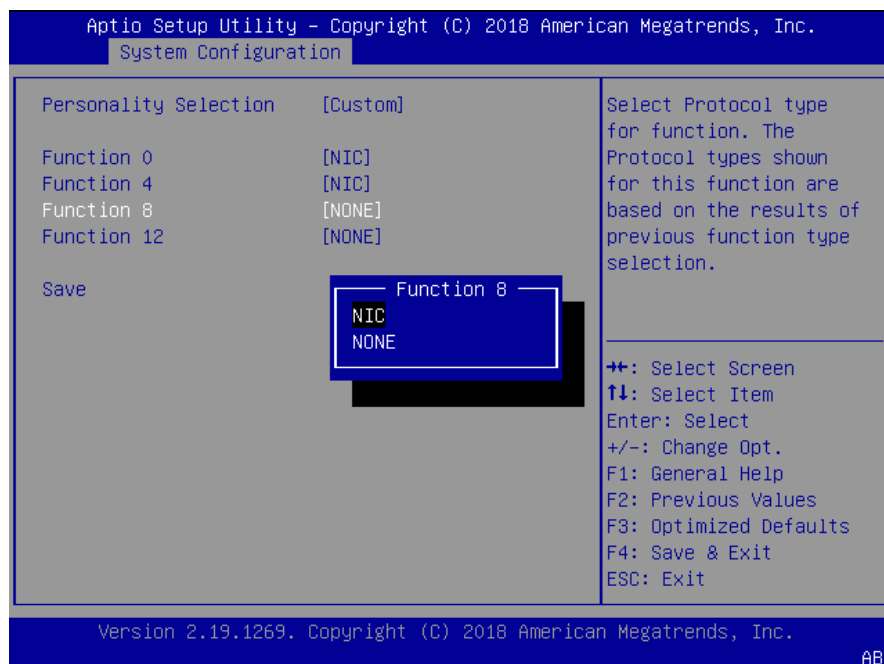 Aptio Setup Utility – Copyright (C) 2018 American Megatrends, Inc.
System Configuration
Personality Selection [Custom]
Function 0 [NIC]
Function 4 [NIC]
Function 8 [NONE]
Function 12 [NONE]
Save
Function 8
NIC
NONE
Select Protocol type
for function. The
Protocol types shown
for this function are
based on the results of
previous function type
selection.
→←: Select Screen
↑↓: Select Item
Enter: Select
+/-: Change Opt.
F1: General Help
F2: Previous Values
F3: Optimized Defaults
F4: Save & Exit
ESC: Exit
Version 2.19.1269. Copyright (C) 2018 American Megatrends, Inc.
AB